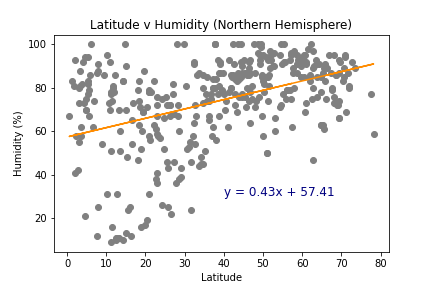 Latitude v Humidity (Northern Hemisphere)
100
80
60
40
20
Humidity (%)
y = 0.43x + 57.41
0 10 20 30 40 50 60 70 80
Latitude